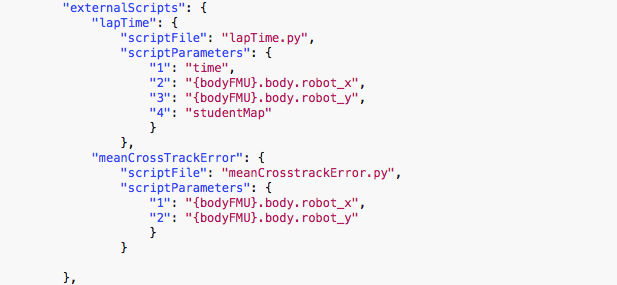 "externalScripts": {
"lapTime": {
"scriptFile": "lapTime.py",
"scriptParameters": {
"1": "time",
"2": "{bodyFMU}.body.robot_x",
"3": "{bodyFMU}.body.robot_y",
"4": "studentMap"
}
},
"meanCrossTrackError": {
"scriptFile": "meanCrosstrackError.py",
"scriptParameters": {
"1": "{bodyFMU}.body.robot_x",
"2": "{bodyFMU}.body.robot_y"
}
}
},